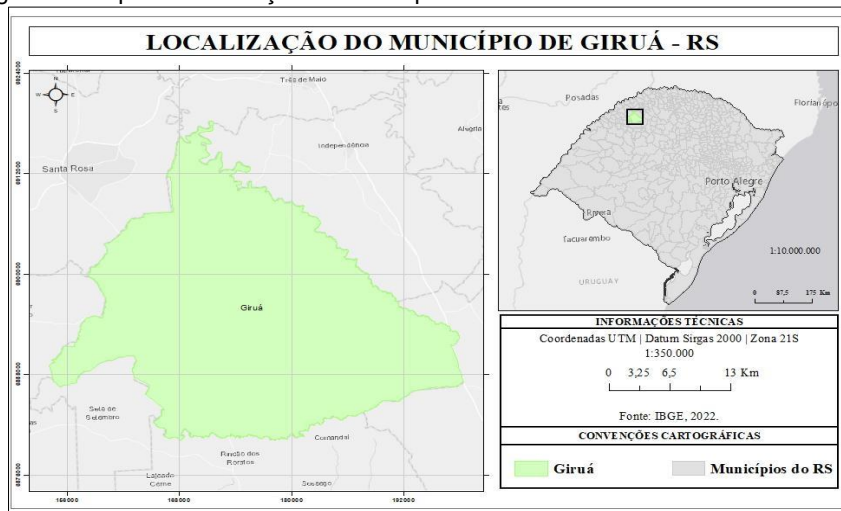 LOCALIZAÇÃO DO MUNICÍPIO DE GIRUÁ - RS
Três de Maio
Alegria
Independência
Santa Rosa
Giruá
Sete de
Setembro
Comandaí
Rincão dos
Roratos
Lajeado
Cerne
Sossego
N
W
E
S
Posadas
Florianópo
Porto Alegre
Rivera
Tacuarembo
URUGUAY
1:10.000.000
0 87,5 175 Km
INFORMAÇÕES TÉCNICAS
Coordenadas UTM | Datum Sirgas 2000 | Zona 21S
1:350.000
0 3,25 6,5 13 Km
Fonte: IBGE, 2022.
CONVENÇÕES CARTOGRÁFICAS
Giruá
Municípios do RS